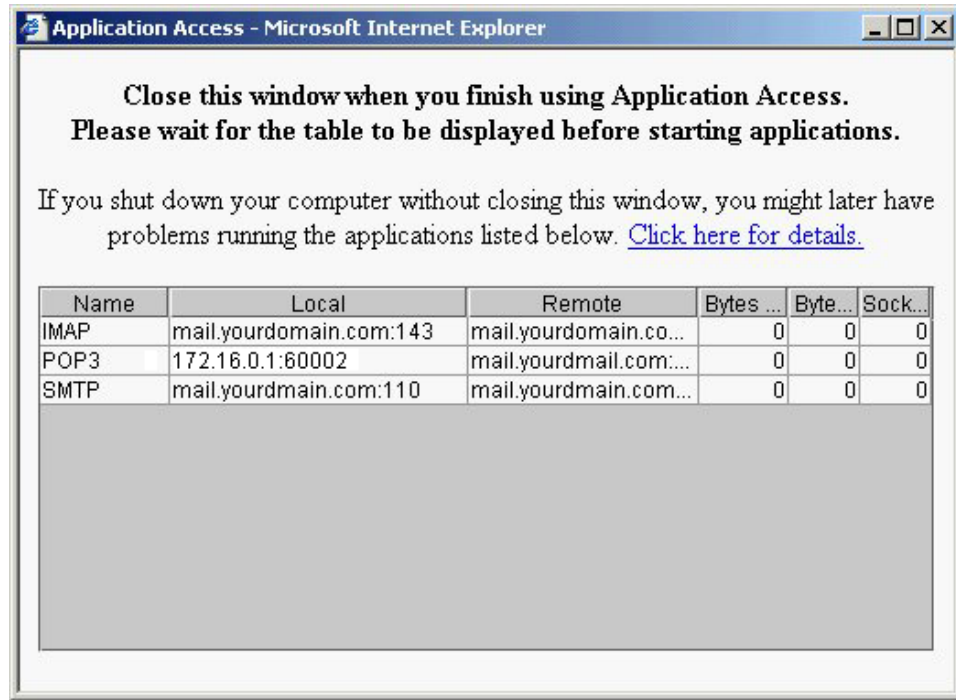 Application Access - Microsoft Internet Explorer
Close this window when you finish using Application Access.
Please wait for the table to be displayed before starting applications.
If you shut down your computer without closing this window, you might later have
problems running the applications listed below. Click here for details.
Name Local Remote Bytes ... Byte... Sock...
IMAP mail.yourdomain.com:143 mail.yourdomain.co... 0 0 0
POP3 172.16.0.1:60002 mail.yourdmail.com:... 0 0 0
SMTP mail.yourdmain.com:110 mail.yourdmain.com... 0 0 0